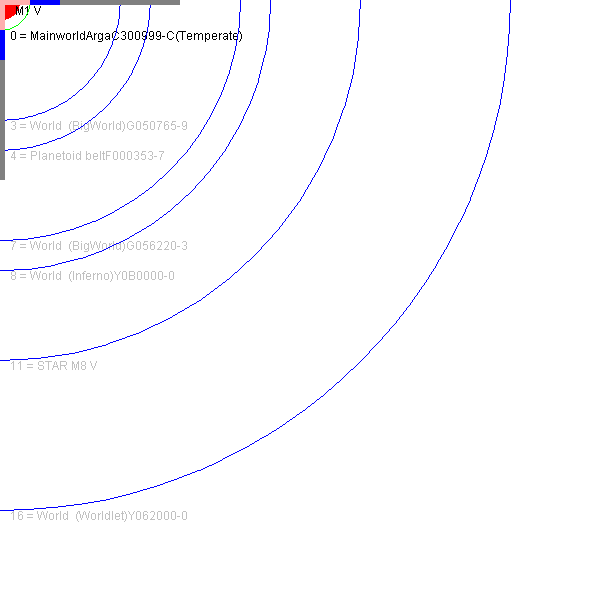 M1 V
0 = MainworldArgaC300999-C(Temperate)
3 = World  (BigWorld)G050765-9
4 = Planetoid beltF000353-7
7 = World  (BigWorld)G056220-3
8 = World  (Inferno)Y0B0000-0
11 = STAR M8 V
16 = World  (Worldlet)Y062000-0